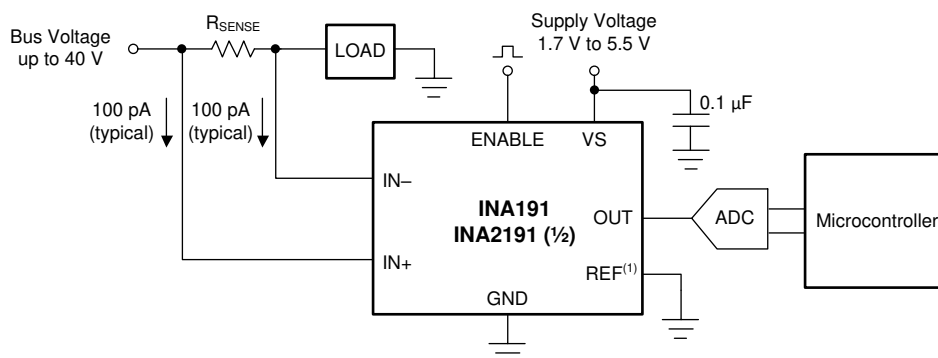 Bus Voltage
up to 40 V
RSENSE
LOAD
Supply Voltage
1.7 V to 5.5 V
100 pA
(typical)
100 pA
(typical)
0.1 µF
ENABLE
VS
IN–
INA191
INA2191 (½)
OUT
ADC
Microcontroller
IN+
REF(1)
GND